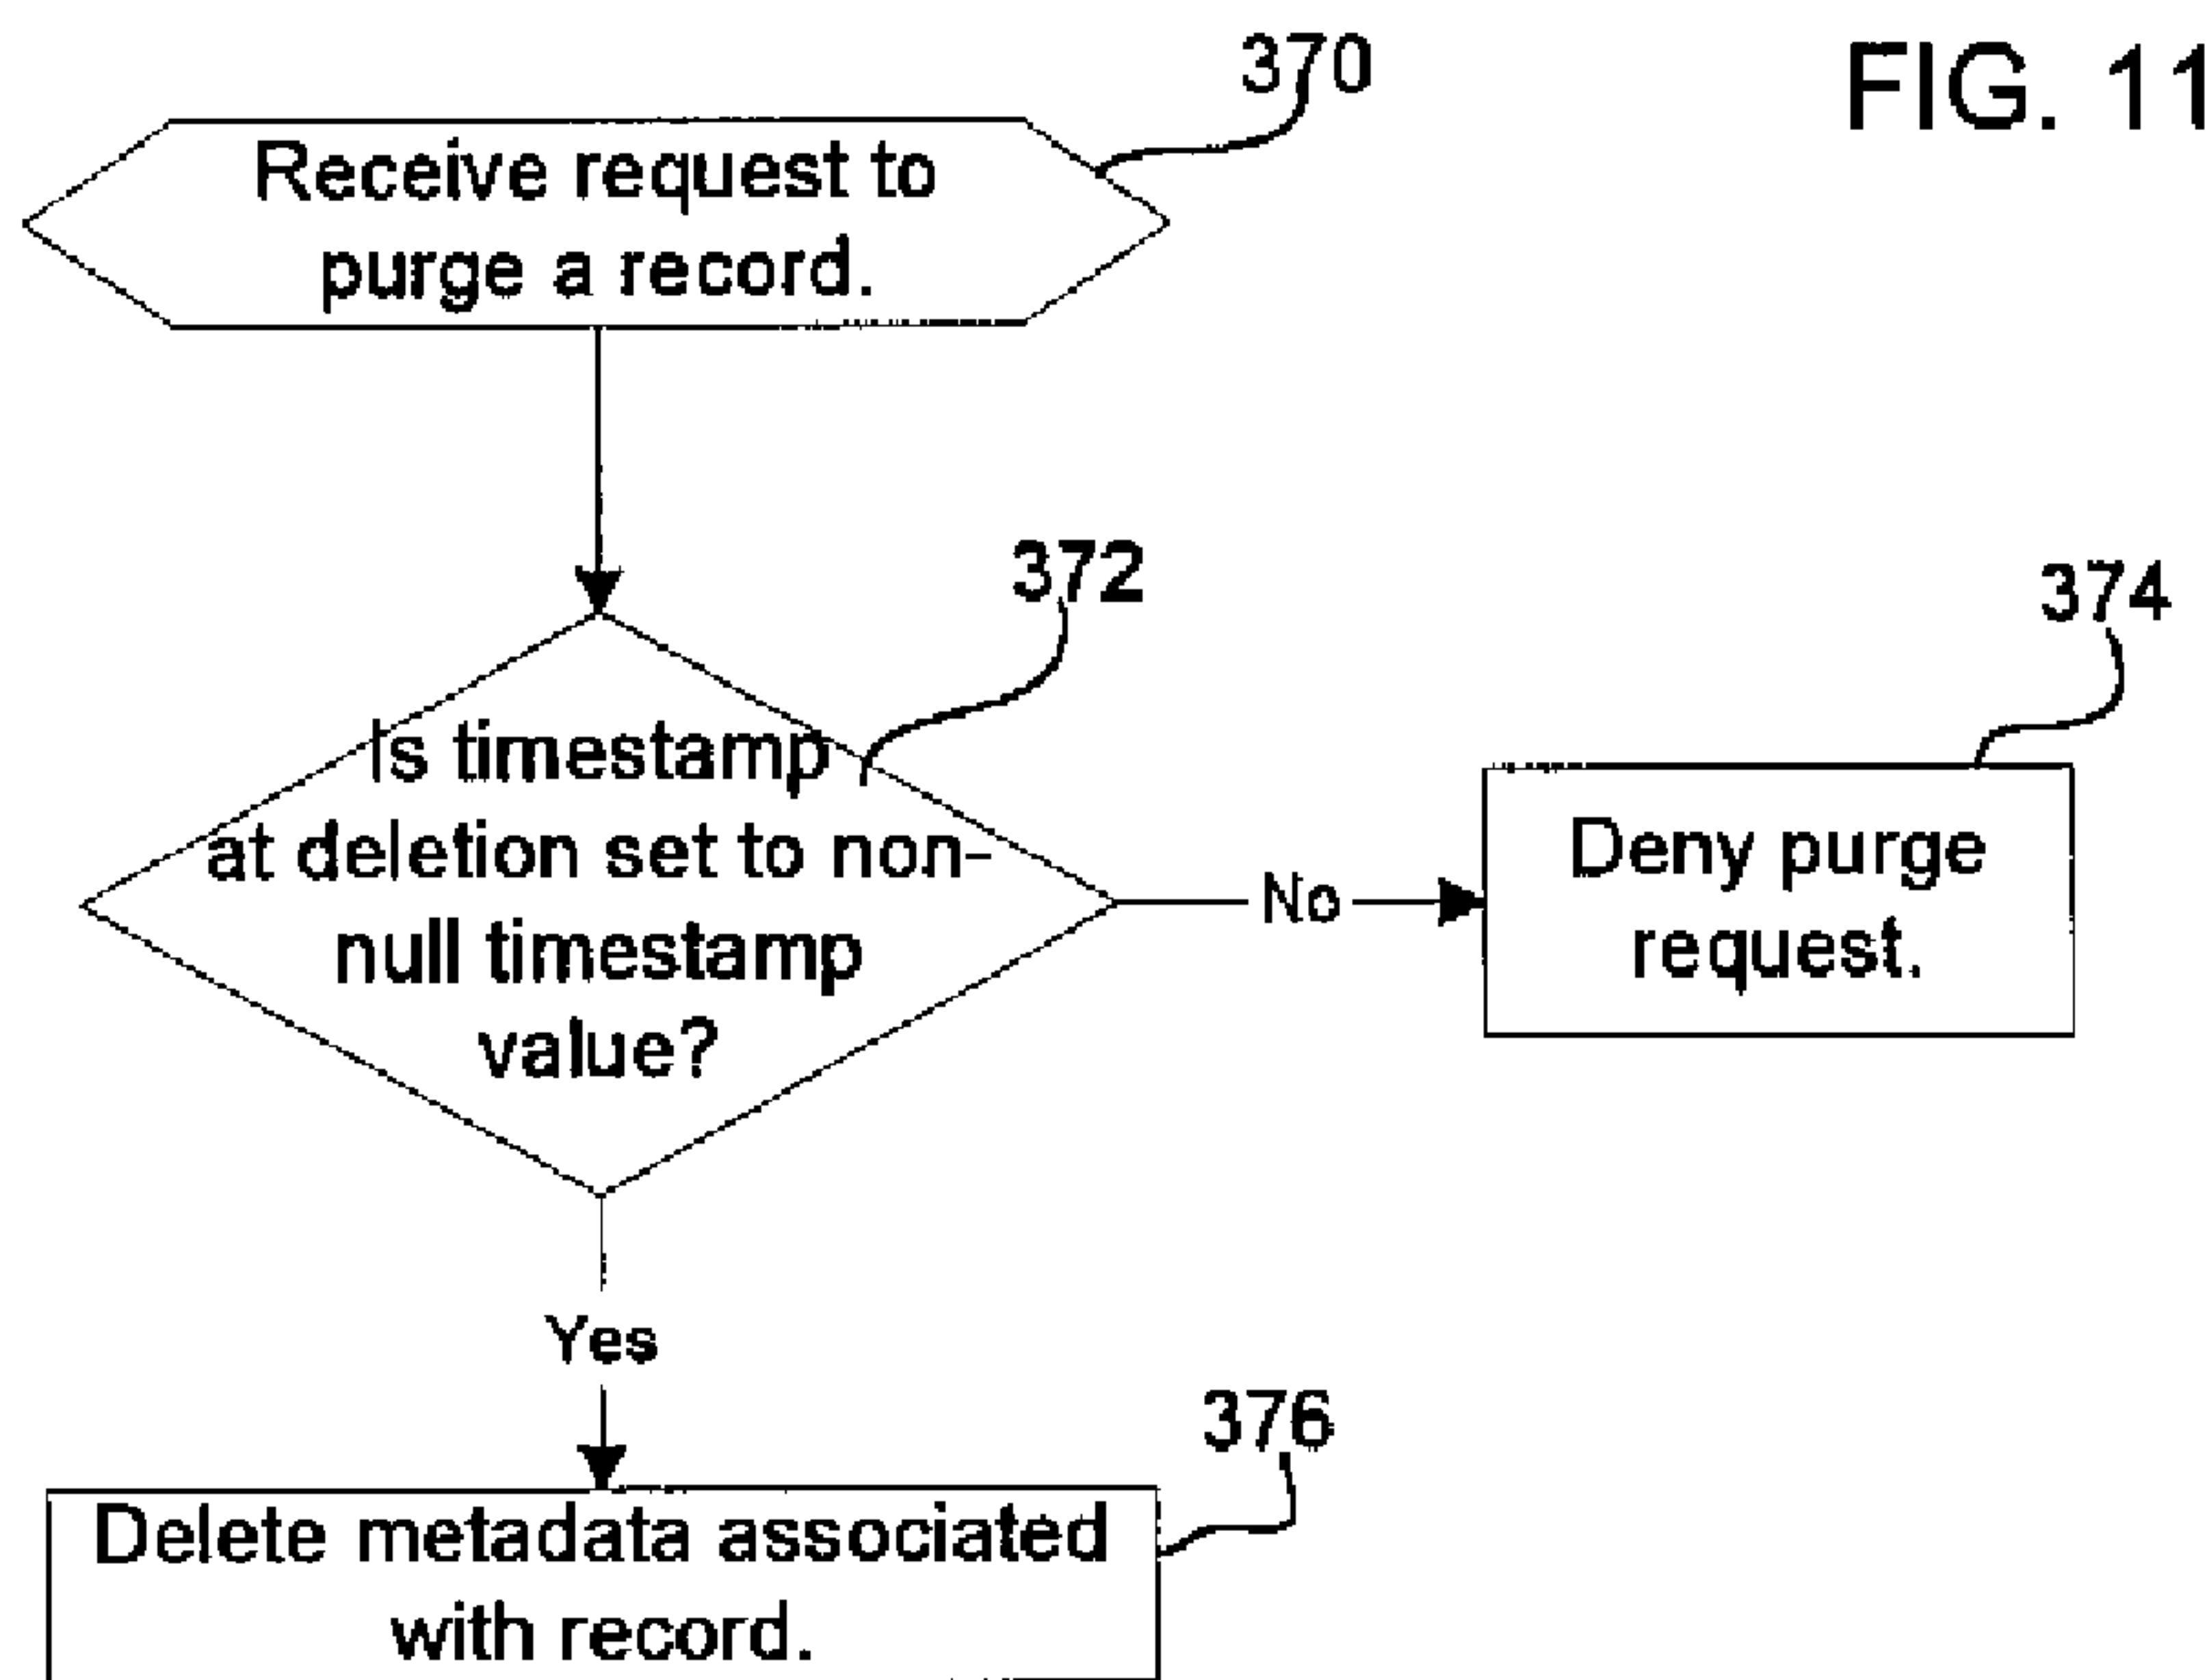 370
FIG. 11
Receive request to
purge a record.
372
374
Is timestamp
at deletion set to non-
null timestamp
value?
No
Deny purge
request.
Yes
376
Delete metadata associated
with record.